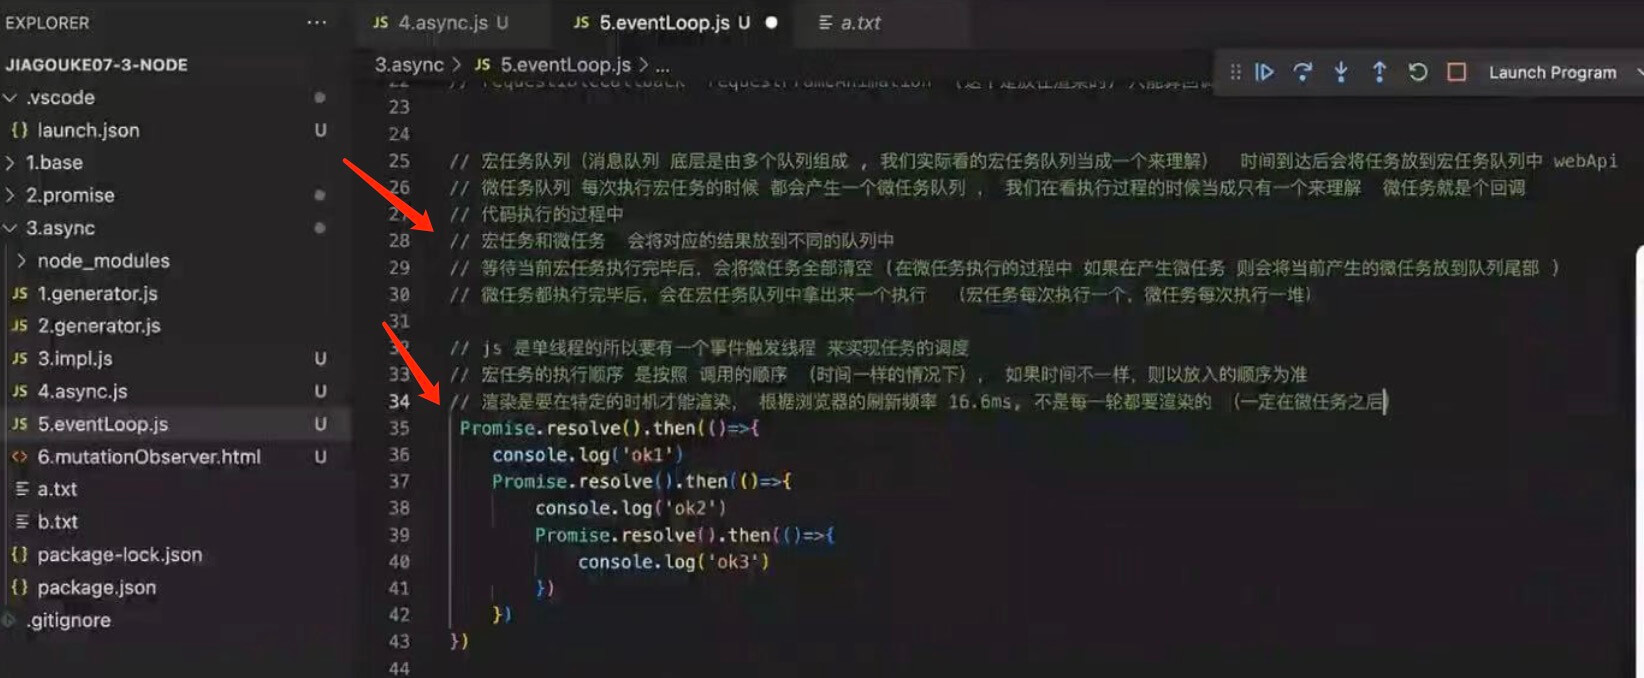 EXPLORER
JIAGOUKE07-3-NODE
.vscode
{} launch.json U
1.base
2.promise
3.async
node_modules
JS 1.generator.js
JS 2.generator.js
JS 3.impl.js U
JS 4.async.js U
JS 5.eventLoop.js U
<> 6.mutationObserver.html U
a.txt
b.txt
{} package-lock.json
{} package.json
.gitignore
JS 4.async.js U
JS 5.eventLoop.js U
a.txt
3.async > JS 5.eventLoop.js > ...
Launch Program
23
24
25 // 宏任务队列（消息队列 底层是由多个队列组成 ，我们实际看的宏任务队列当成一个来理解） 时间到达后会将任务放到宏任务队列中 webApi
26 // 微任务队列 每次执行宏任务的时候 都会产生一个微任务队列 ， 我们在看执行过程的时候当成只有一个来理解 微任务就是个回调
27 // 代码执行的过程中
28 // 宏任务和微任务 会将对应的结果放到不同的队列中
29 // 等待当前宏任务执行完毕后，会将微任务全部清空（在微任务执行的过程中 如果在产生微任务 则会将当前产生的微任务放到队列尾部 ）
30 // 微任务都执行完毕后，会在宏任务队列中拿出来一个执行 （宏任务每次执行一个，微任务每次执行一堆）
31
32 // js 是单线程的所以要有一个事件触发线程 来实现任务的调度
33 // 宏任务的执行顺序 是按照 调用的顺序 （时间一样的情况下）， 如果时间不一样，则以放入的顺序为准
34 // 渲染是要在特定的时机才能渲染， 根据浏览器的刷新频率 16.6ms, 不是每一轮都要渲染的 （一定在微任务之后）
35 Promise.resolve().then(()=>{
36 console.log('ok1')
37 Promise.resolve().then(()=>{
38 console.log('ok2')
39 Promise.resolve().then(()=>{
40 console.log('ok3')
41 })
42 })
43 })
44